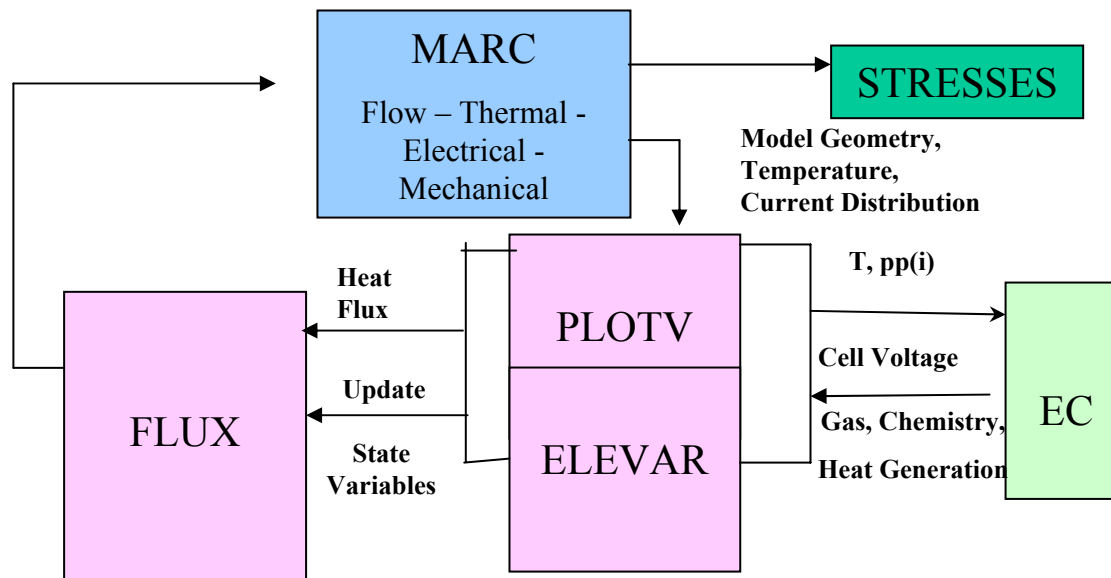 MARC
Flow – Thermal -
Electrical -
Mechanical
STRESSES
Model Geometry,
Temperature,
Current Distribution
Heat
Flux
Update
State
Variables
FLUX
PLOTV
ELEVAR
T, pp(i)
Cell Voltage
Gas, Chemistry,
Heat Generation
EC